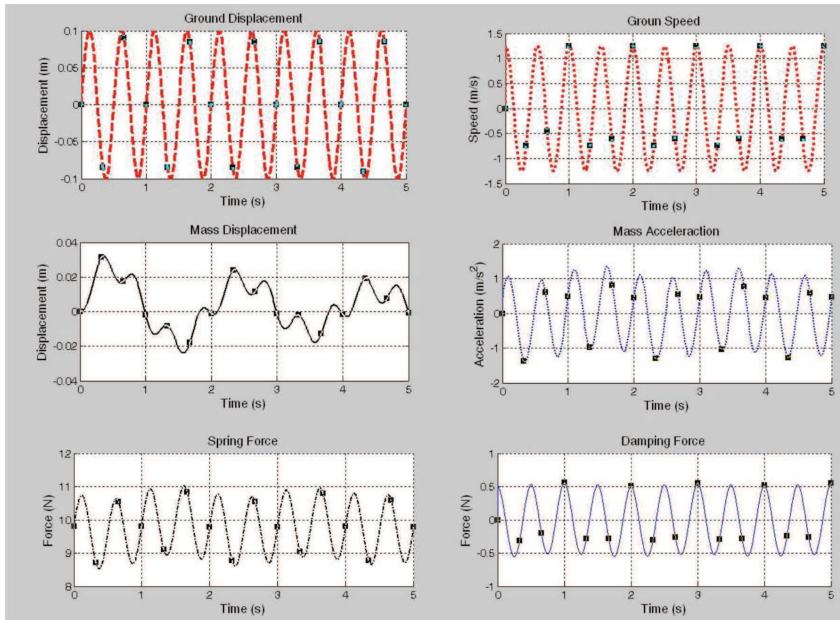 Ground Displacement
0.1
0.05
0
-0.05
-0.1
Displacement (m)
0 1 2 3 4 5
Time (s)
Groun Speed
1.5
1
0.5
0
-0.5
-1
-1.5
Speed (m/s)
0 1 2 3 4 5
Time (s)
Mass Displacement
0.04
0.02
0
-0.02
-0.04
Displacement (m)
0 1 2 3 4 5
Time (s)
Mass Acceleraction
2
1
0
-1
-2
Acceleration (m/s²)
0 1 2 3 4 5
Time (s)
Spring Force
12
11
10
9
8
Force (N)
0 1 2 3 4 5
Time (s)
Damping Force
1
0.5
0
-0.5
-1
Force (N)
0 1 2 3 4 5
Time (s)